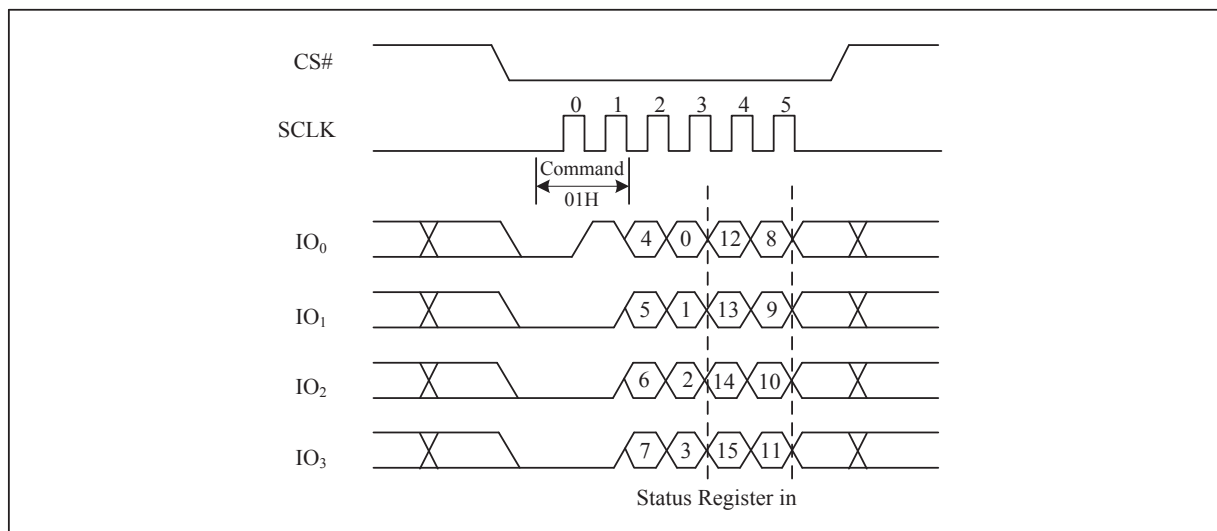 CS#
0 1 2 3 4 5
SCLK
Command
01H
IO0 4 0 12 8
IO1 5 1 13 9
IO2 6 2 14 10
IO3 7 3 15 11
Status Register in